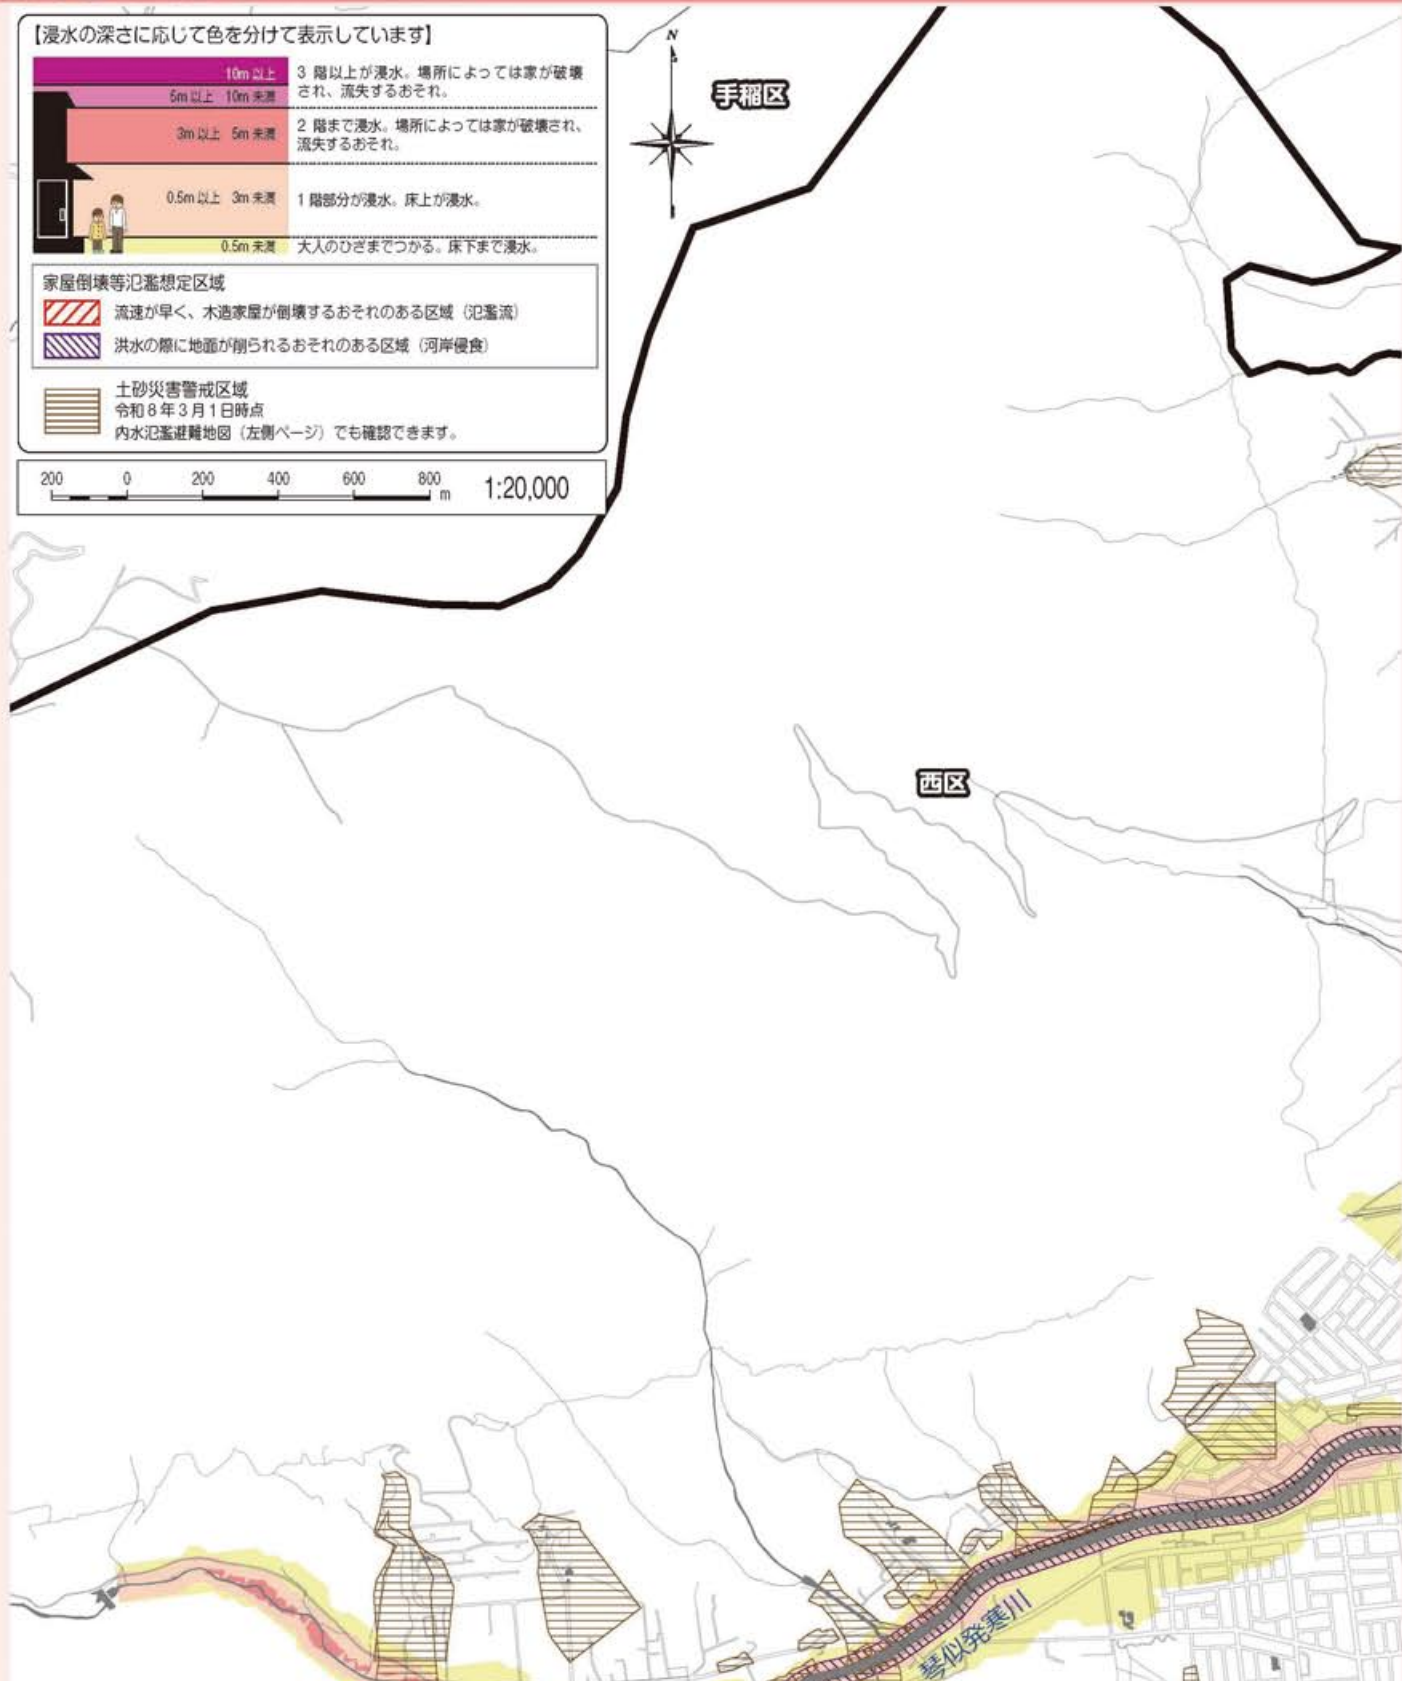 【浸水の深さに応じて色を分けて表示しています】
10m 以上
5m 以上 10m 未満
3 階以上が浸水。場所によっては家が破壊
され、流失するおそれ。
3m 以上 5m 未満
2 階まで浸水。場所によっては家が破壊され、
流失するおそれ。
0.5m 以上 3m 未満
1 階部分が浸水。床上が浸水。
0.5m 未満
大人のひざまでつかる。床下まで浸水。
家屋倒壊等氾濫想定区域
流速が早く、木造家屋が倒壊するおそれのある区域（氾濫流）
洪水の際に地面が削られるおそれのある区域（河岸侵食）
土砂災害警戒区域
令和8年3月1日時点
内水氾濫避難地図（左側ページ）でも確認できます。
200 0 200 400 600 800 m 1:20,000
N
手稲区
西区
琴似発寒川